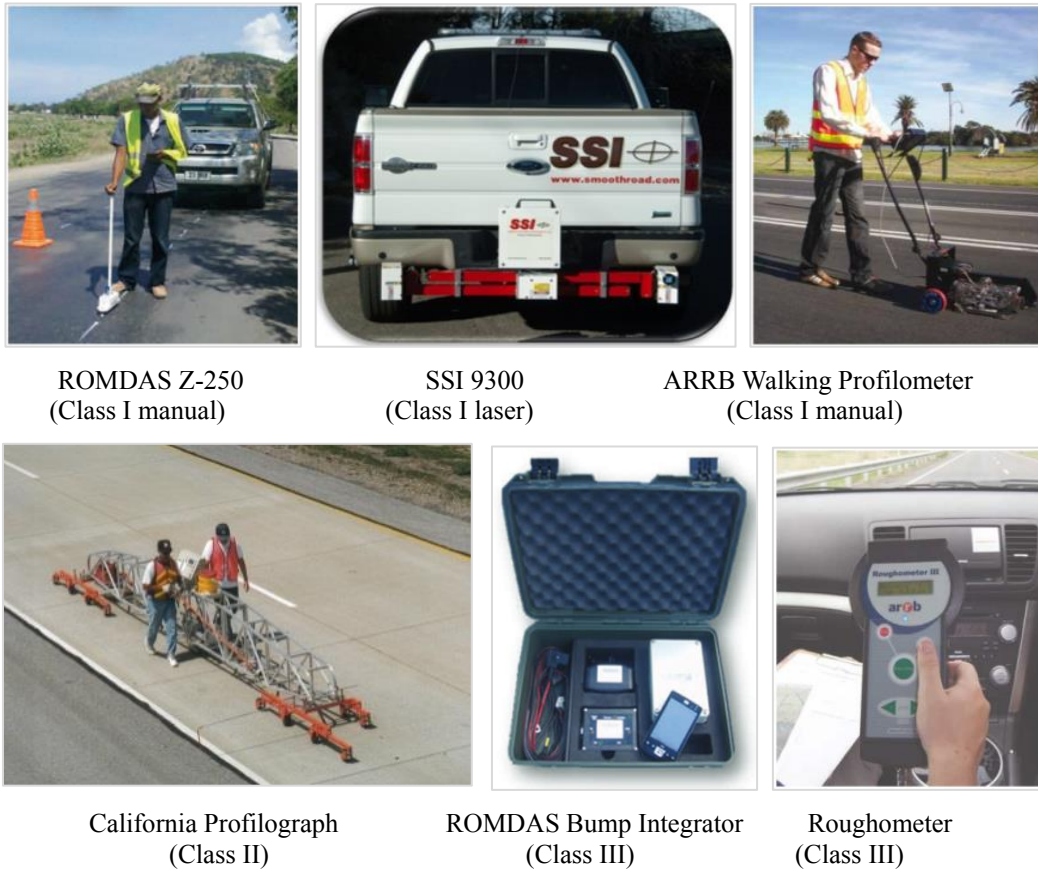 SSI
www.smoothroad.com
Ford
SSI
ROMDAS Z-250
(Class I manual)
SSI 9300
(Class I laser)
ARRB Walking Profilometer
(Class I manual)
Roughometer III
arrb
California Profilograph
(Class II)
ROMDAS Bump Integrator
(Class III)
Roughometer
(Class III)